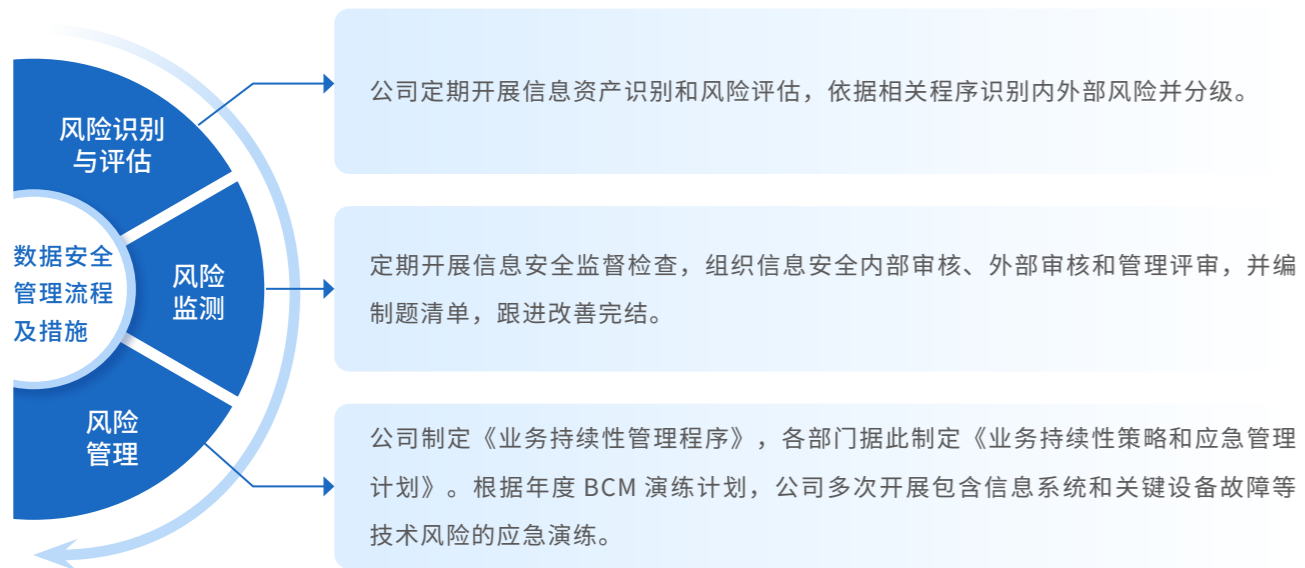 数据安全
管理流程
及措施
风险识别
与评估
公司定期开展信息资产识别和风险评估，依据相关程序识别内外部风险并分级。
风险
监测
定期开展信息安全监督检查，组织信息安全内部审核、外部审核和管理评审，并编
制题清单，跟进改善完结。
风险
管理
公司制定《业务持续性管理程序》，各部门据此制定《业务持续性策略和应急管理
计划》。根据年度 BCM 演练计划，公司多次开展包含信息系统和关键设备故障等
技术风险的应急演练。